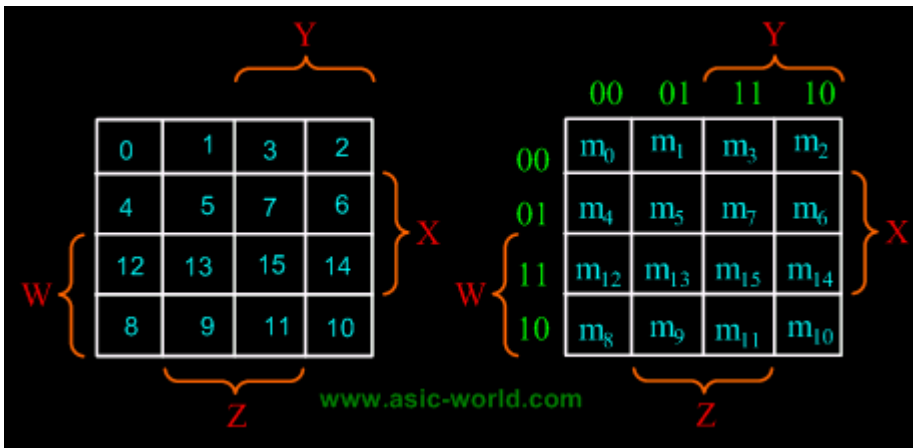 Y Y
00 01 11 10
0 1 3 2 00 m₀ m₁ m₃ m₂
4 5 7 6 X 01 m₄ m₅ m₇ m₆ X
W 12 13 15 14 W 11 m₁₂ m₁₃ m₁₅ m₁₄
8 9 11 10 10 m₈ m₉ m₁₁ m₁₀
Z www.asic-world.com Z